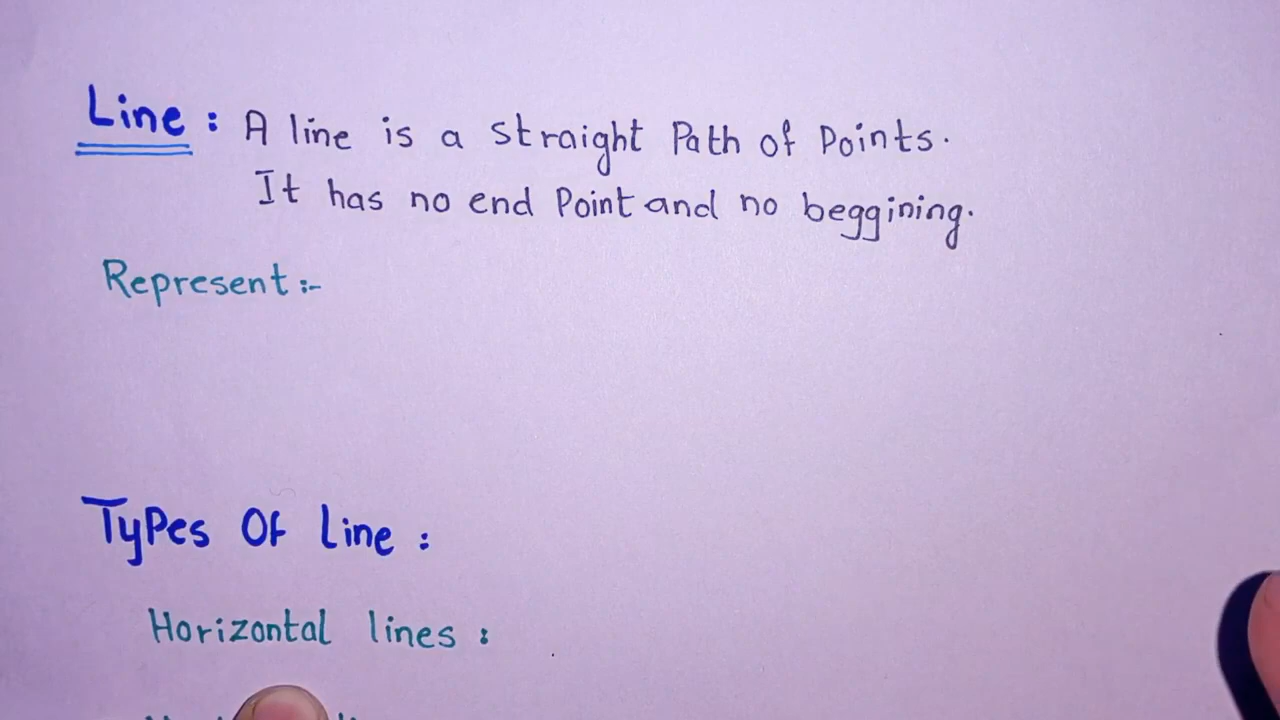 Line : A line is a straight Path of Points.
It has no end Point and no beggining.
Represent :-
Types Of Line :
Horizontal lines :